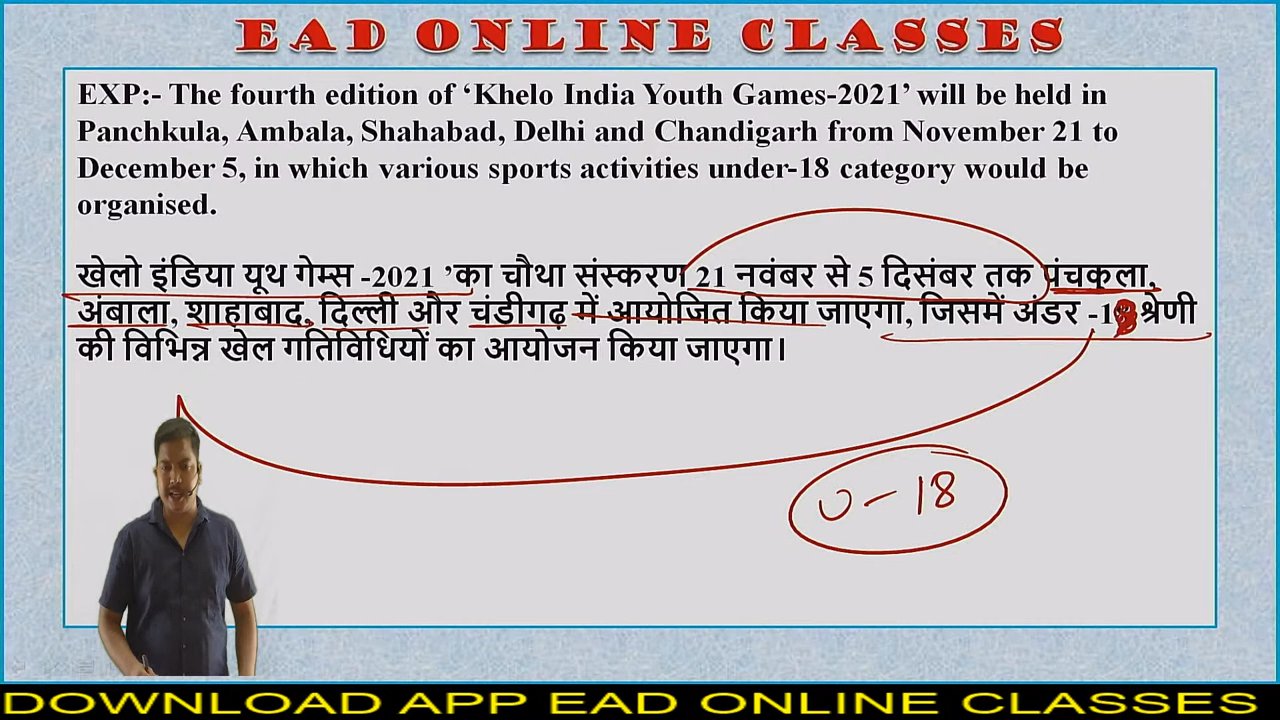 EAD ONLINE CLASSES
EXP:- The fourth edition of ‘Khelo India Youth Games-2021’ will be held in
Panchkula, Ambala, Shahabad, Delhi and Chandigarh from November 21 to
December 5, in which various sports activities under-18 category would be
organised.
खेलो इंडिया यूथ गेम्स -2021 ’का चौथा संस्करण 21 नवंबर से 5 दिसंबर तक पंचकूला,
अंबाला, शाहाबाद, दिल्ली और चंडीगढ़ में आयोजित किया जाएगा, जिसमें अंडर -18 श्रेणी
की विभिन्न खेल गतिविधियों का आयोजन किया जाएगा।
U-18
DOWNLOAD APP EAD ONLINE CLASSES